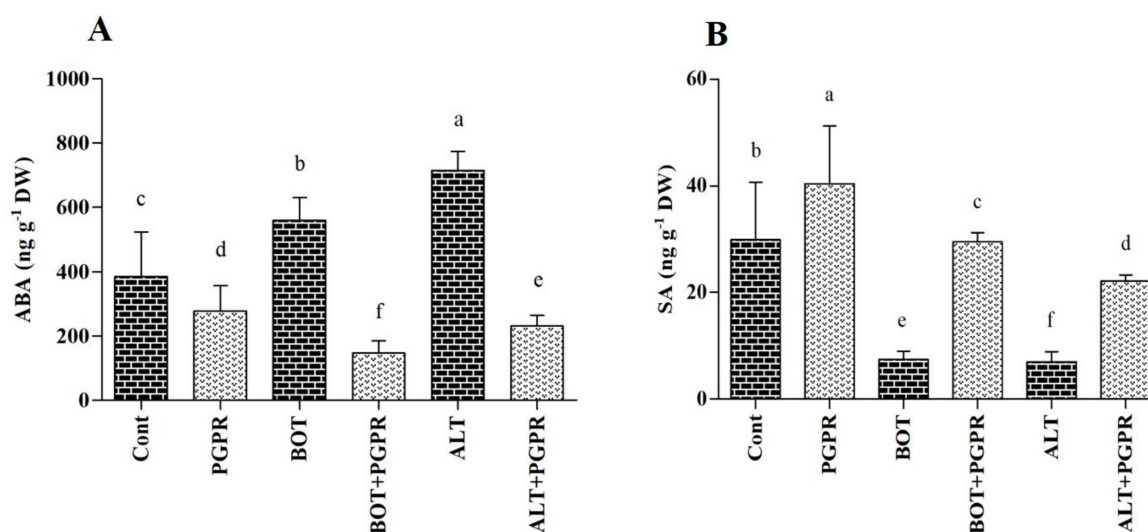 A
ABA (ng g-1 DW)
1000
800
600
400
200
0
c
d
b
f
a
e
Cont
PGPR
BOT
BOT+PGPR
ALT
ALT+PGPR
B
SA (ng g-1 DW)
60
40
20
0
b
a
e
c
f
d
Cont
PGPR
BOT
BOT+PGPR
ALT
ALT+PGPR